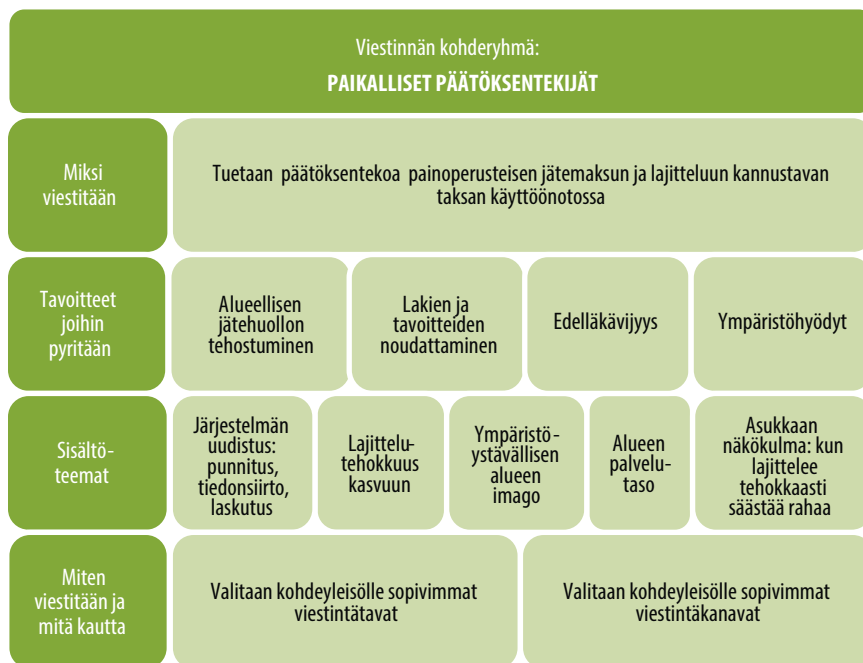 Viestinnän kohderyhmä:
PAIKALLISET PÄÄTÖKSENTEKIJÄT
Miksi
viestitään
Tuetaan päätöksentekoa painoperusteisen jätemaksun ja lajitteluun kannustavan
taksan käyttöönotossa
Tavoitteet
joihin
pyritään
Alueellisen
jätehuollon
tehostuminen
Lakien ja
tavoitteiden
noudattaminen
Edelläkävijyys
Ympäristöhyödyt
Sisältö-
teemat
Järjestelmän
uudistus:
punnitus,
tiedonsiirto,
laskutus
Lajittelu-
tehokkuus
kasvuun
Ympäristö-
ystävällisen
alueen
imago
Alueen
palvelu-
taso
Asukkaan
näkökulma: kun
lajittelee
tehokkaasti
säästää rahaa
Miten
viestitään ja
mitä kautta
Valitaan kohdeyleisölle sopivimmat
viestintätavat
Valitaan kohdeyleisölle sopivimmat
viestintäkanavat